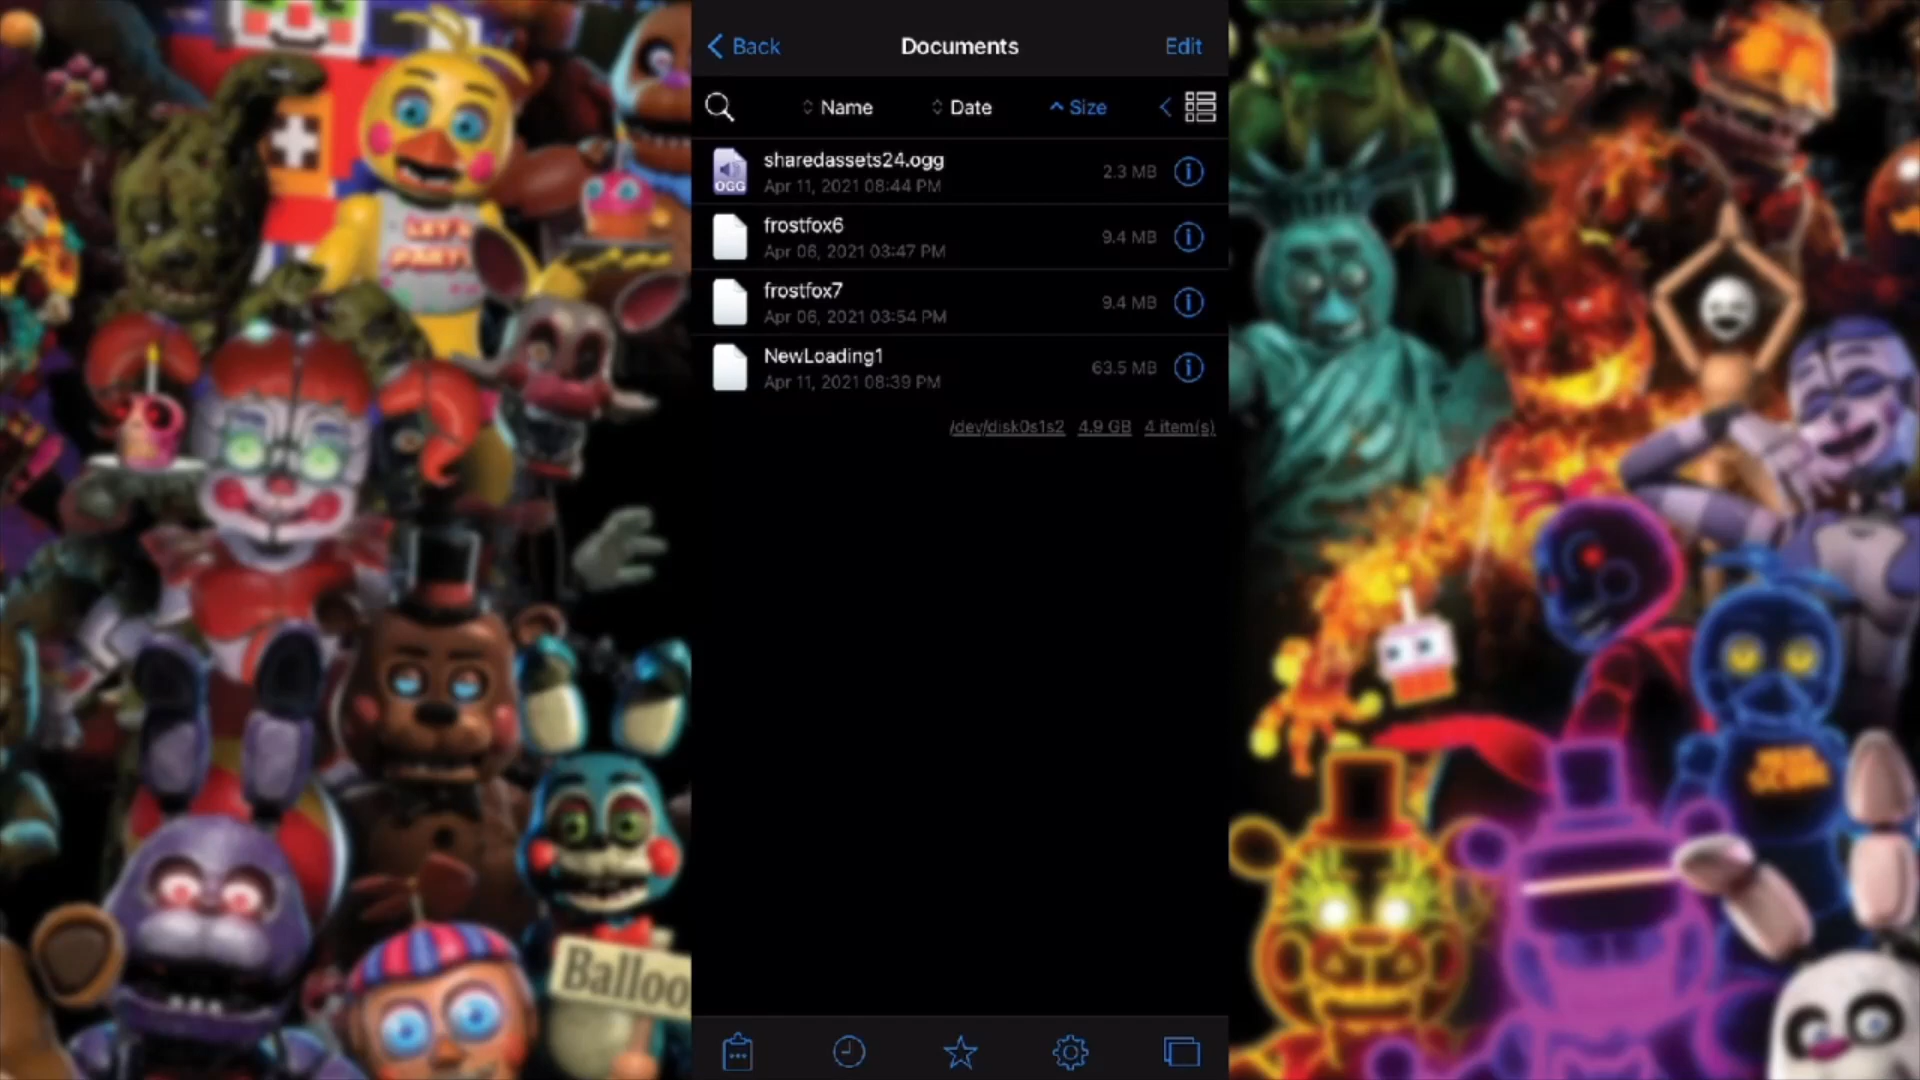 Back
Documents
Edit
Name
Date
Size
sharedassets24.ogg
Apr 11, 2021 08:44 PM
2.3 MB
OGG
frostfox6
Apr 06, 2021 03:47 PM
9.4 MB
frostfox7
Apr 06, 2021 03:54 PM
9.4 MB
NewLoading1
Apr 11, 2021 08:39 PM
63.5 MB
/dev/disk0s1s2 4.9 GB 4 item(s)
LET'S
PARTY!
Balloo